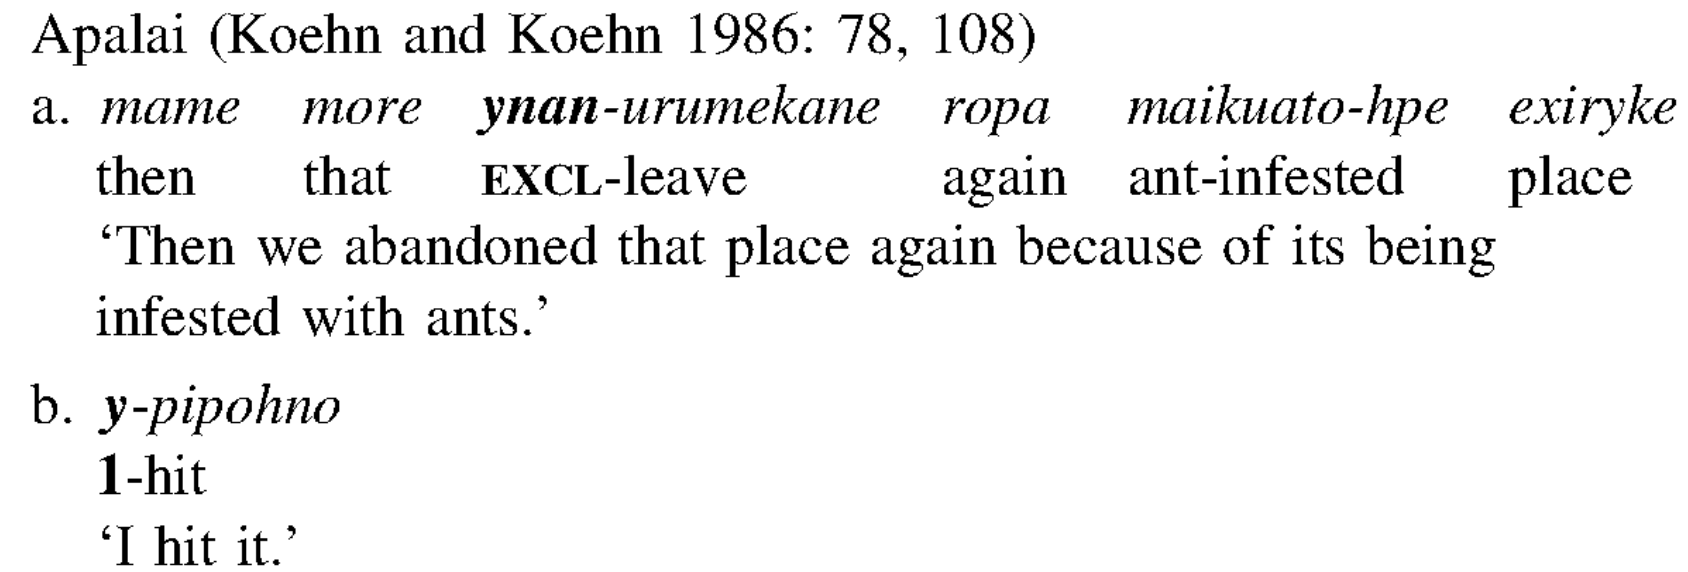 Apalai (Koehn and Koehn 1986: 78, 108)
a. mame more ynan-urumekane ropa maikuato-hpe exiryke
then that EXCL-leave again ant-infested place
‘Then we abandoned that place again because of its being
infested with ants.’
b. y-pipohno
1-hit
‘I hit it.’